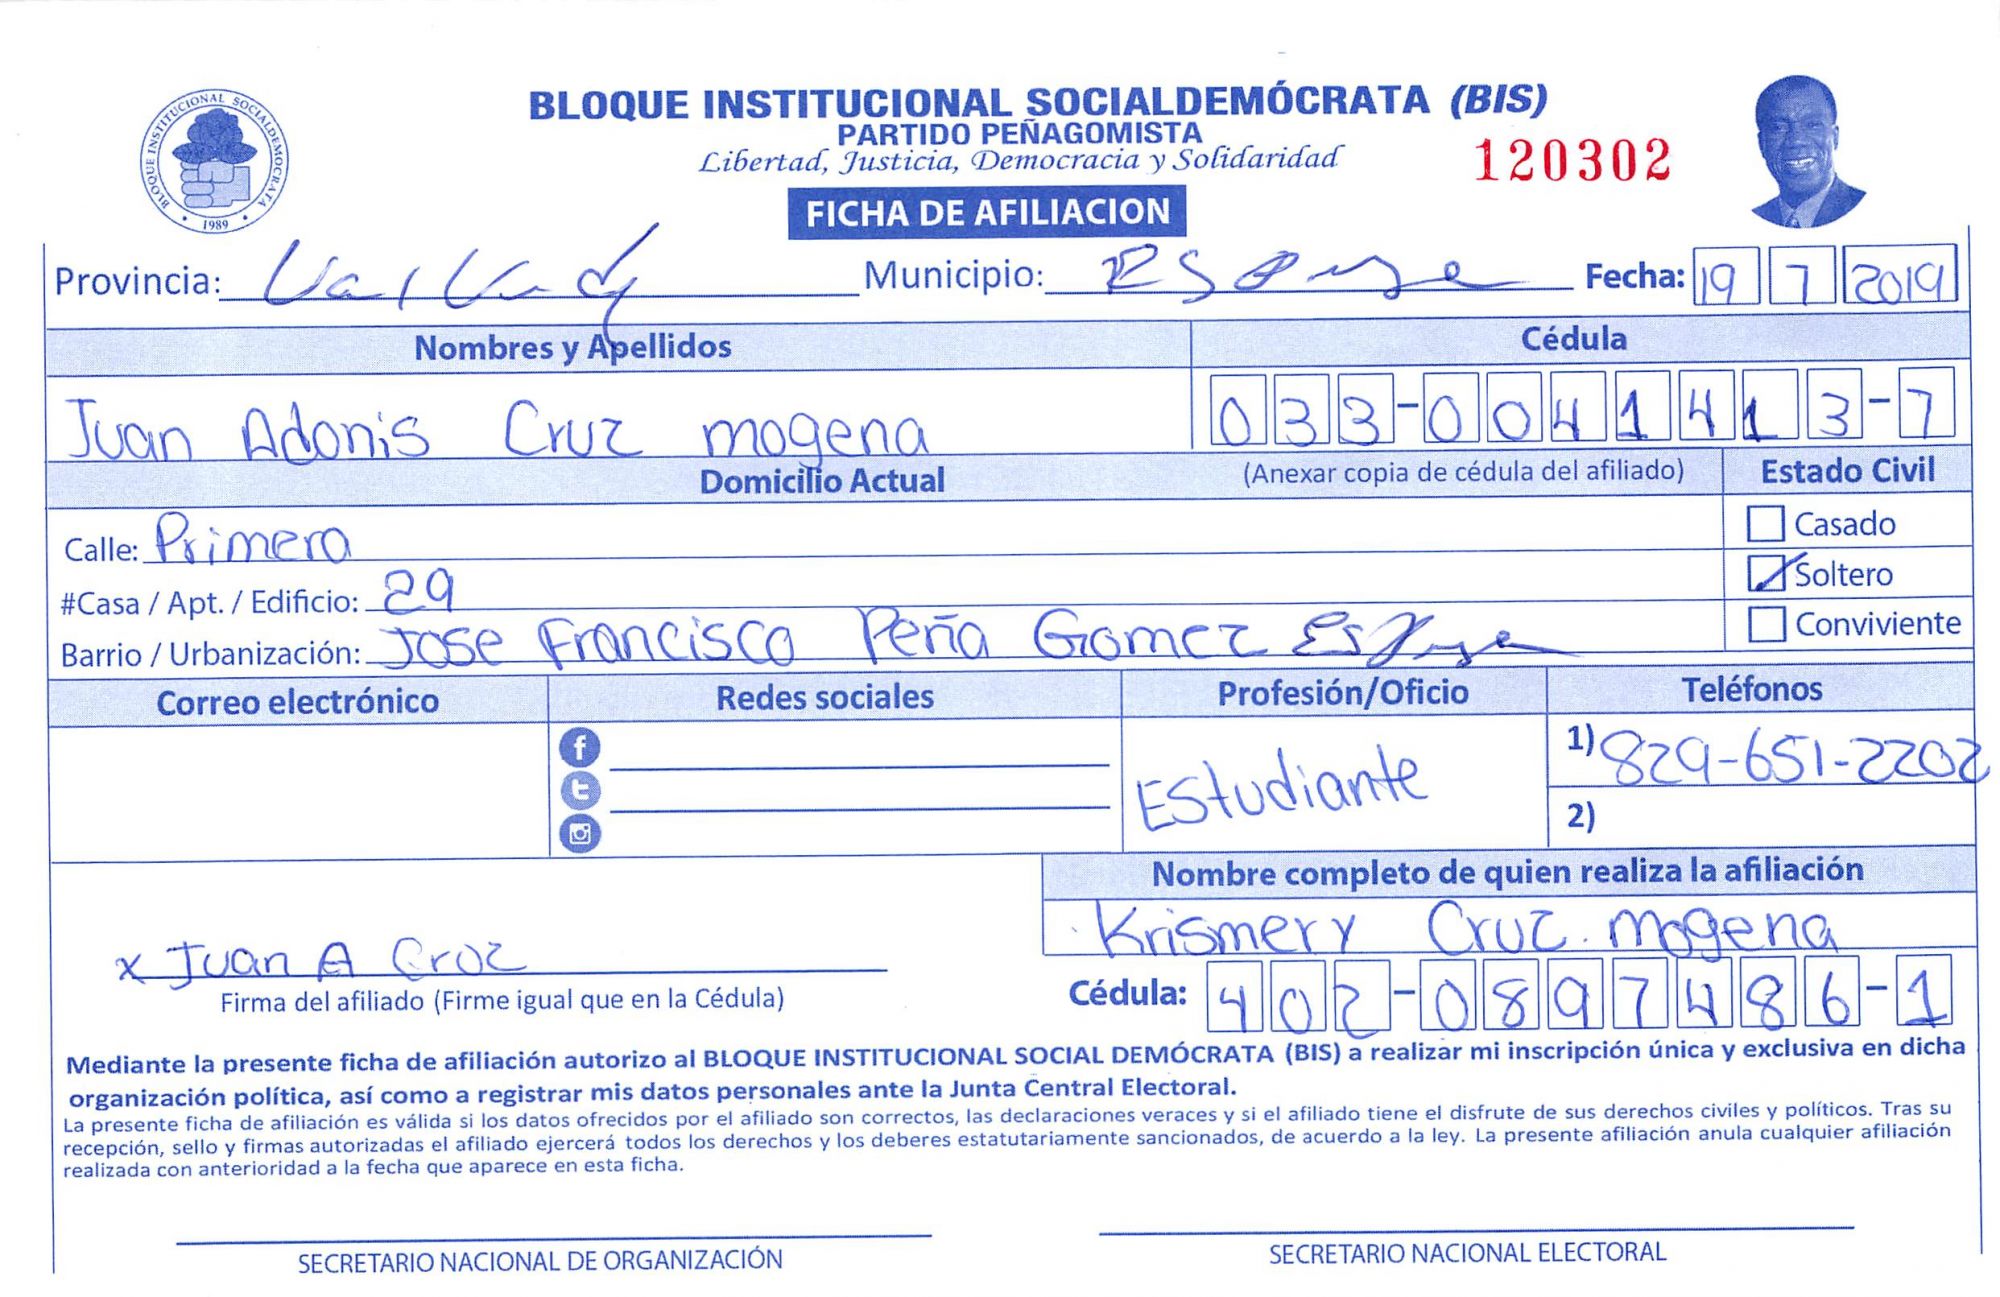 BLOQUE INSTITUCIONAL SOCIALDEMOCRATA
1989
BLOQUE INSTITUCIONAL SOCIALDEMÓCRATA (BIS)
PARTIDO PEÑAGOMISTA
Libertad, Justicia, Democracia y Solidaridad
120302
FICHA DE AFILIACION
Provincia: Municipio: Fecha: 19 7 2019
Nombres y Apellidos Cédula
Juan Adonis Cruz mogena 033-0041413-7
Domicilio Actual (Anexar copia de cédula del afiliado) Estado Civil
Calle: Primera Casado
#Casa / Apt. / Edificio: 29 Soltero
Barrio / Urbanización: Jose Francisco Peña Gomez Conviviente
Correo electrónico Redes sociales Profesión/Oficio Teléfonos
Estudiante 1) 829-651-2202
2)
Nombre completo de quien realiza la afiliación
Krismery Cruz mogena
x Juan A Cruz
Firma del afiliado (Firme igual que en la Cédula) Cédula: 402-0897486-1
Mediante la presente ficha de afiliación autorizo al BLOQUE INSTITUCIONAL SOCIAL DEMÓCRATA (BIS) a realizar mi inscripción única y exclusiva en dicha
organización política, así como a registrar mis datos personales ante la Junta Central Electoral.
La presente ficha de afiliación es válida si los datos ofrecidos por el afiliado son correctos, las declaraciones veraces y si el afiliado tiene el disfrute de sus derechos civiles y políticos. Tras su
recepción, sello y firmas autorizadas el afiliado ejercerá todos los derechos y los deberes estatutariamente sancionados, de acuerdo a la ley. La presente afiliación anula cualquier afiliación
realizada con anterioridad a la fecha que aparece en esta ficha.
SECRETARIO NACIONAL DE ORGANIZACIÓN SECRETARIO NACIONAL ELECTORAL